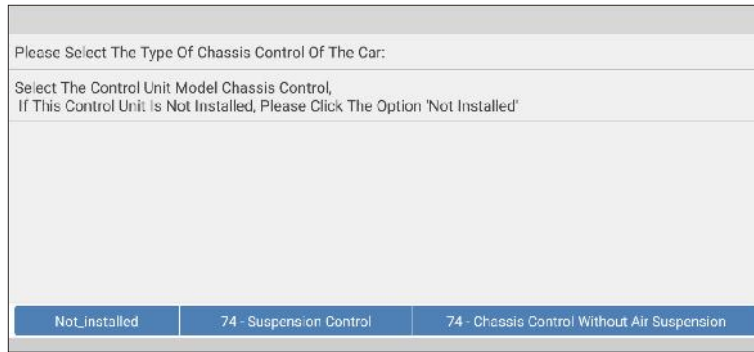 Please Select The Type Of Chassis Control Of The Car:
Select The Control Unit Model Chassis Control,
If This Control Unit Is Not Installed, Please Click The Option 'Not Installed'
Not_installed
74 - Suspension Control
74 - Chassis Control Without Air Suspension